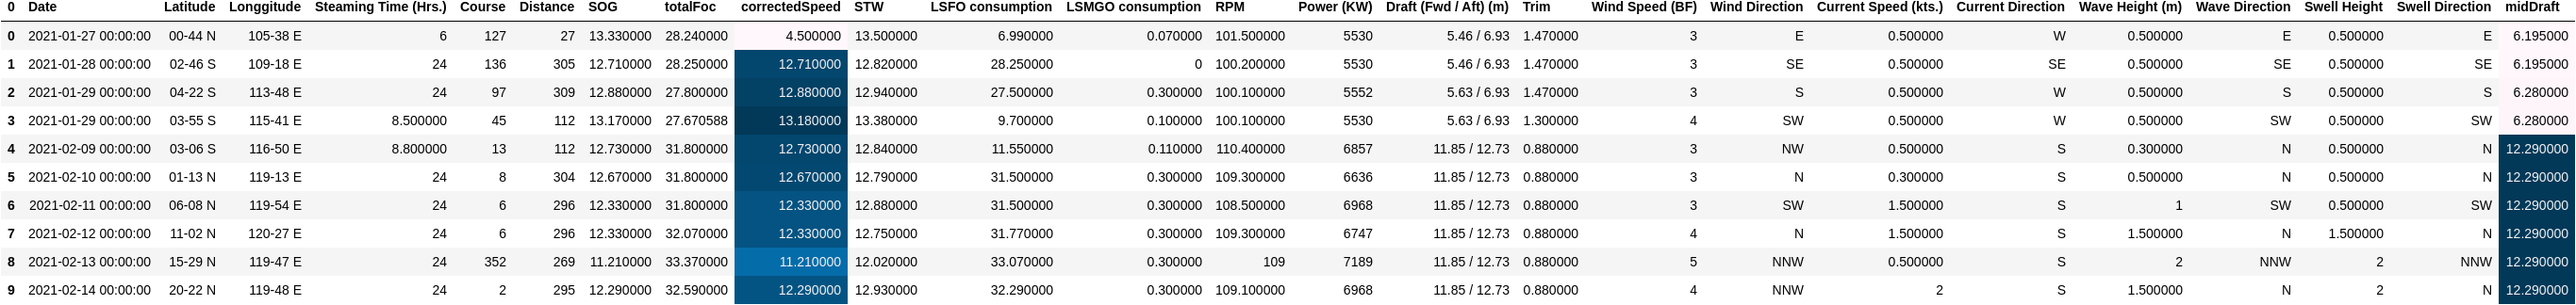 0 Date Latitude Longgitude Steaming Time (Hrs.) Course Distance SOG totalFoc correctedSpeed STW LSFO consumption LSMGO consumption RPM Power (KW) Draft (Fwd / Aft) (m) Trim Wind Speed (BF) Wind Direction Current Speed (kts.) Current Direction Wave Height (m) Wave Direction Swell Height Swell Direction midDraft
0 2021-01-27 00:00:00 00-44 N 105-38 E 6 127 27 13.330000 28.240000 4.500000 13.500000 6.990000 0.070000 101.500000 5530 5.46 / 6.93 1.470000 3 E 0.500000 W 0.500000 E 0.500000 E 6.195000
1 2021-01-28 00:00:00 02-46 S 109-18 E 24 136 305 12.710000 28.250000 12.710000 12.820000 28.250000 0 100.200000 5530 5.46 / 6.93 1.470000 3 SE 0.500000 SE 0.500000 SE 0.500000 SE 6.195000
2 2021-01-29 00:00:00 04-22 S 113-48 E 24 97 309 12.880000 27.800000 12.880000 12.940000 27.500000 0.300000 100.100000 5552 5.63 / 6.93 1.470000 3 S 0.500000 W 0.500000 S 0.500000 S 6.280000
3 2021-01-29 00:00:00 03-55 S 115-41 E 8.500000 45 112 13.170000 27.670588 13.180000 13.380000 9.700000 0.100000 100.100000 5530 5.63 / 6.93 1.300000 4 SW 0.500000 W 0.500000 SW 0.500000 SW 6.280000
4 2021-02-09 00:00:00 03-06 S 116-50 E 8.800000 13 112 12.730000 31.800000 12.730000 12.840000 11.550000 0.110000 110.400000 6857 11.85 / 12.73 0.880000 3 NW 0.500000 S 0.300000 N 0.500000 N 12.290000
5 2021-02-10 00:00:00 01-13 N 119-13 E 24 8 304 12.670000 31.800000 12.670000 12.790000 31.500000 0.300000 109.300000 6636 11.85 / 12.73 0.880000 3 N 0.300000 S 0.500000 N 0.500000 N 12.290000
6 2021-02-11 00:00:00 06-08 N 119-54 E 24 6 296 12.330000 31.800000 12.330000 12.880000 31.500000 0.300000 108.500000 6968 11.85 / 12.73 0.880000 3 SW 1.500000 S 1 SW 0.500000 SW 12.290000
7 2021-02-12 00:00:00 11-02 N 120-27 E 24 6 296 12.330000 32.070000 12.330000 12.750000 31.770000 0.300000 109.300000 6747 11.85 / 12.73 0.880000 4 N 1.500000 S 1.500000 N 1.500000 N 12.290000
8 2021-02-13 00:00:00 15-29 N 119-47 E 24 352 269 11.210000 33.370000 11.210000 12.020000 33.070000 0.300000 109 7189 11.85 / 12.73 0.880000 5 NNW 0.500000 S 2 NNW 2 NNW 12.290000
9 2021-02-14 00:00:00 20-22 N 119-48 E 24 2 295 12.290000 32.590000 12.290000 12.930000 32.290000 0.300000 109.100000 6968 11.85 / 12.73 0.880000 4 NNW 2 S 1.500000 N 2 N 12.290000